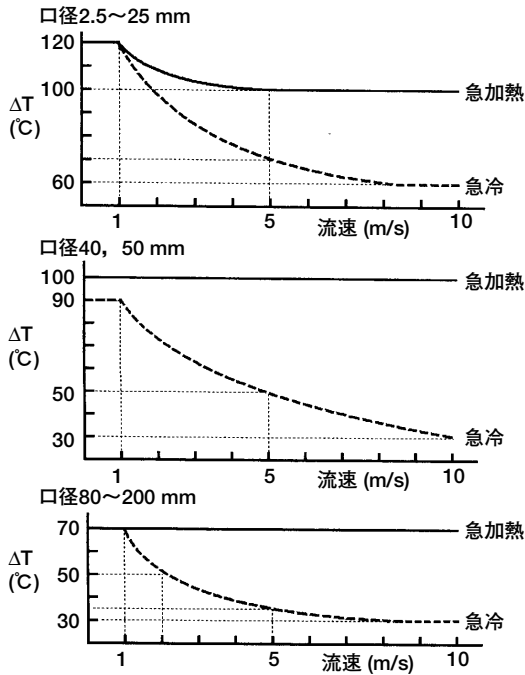 口径2.5～25 mm
120
100
ΔT
(℃)
60
急加熱
急冷
1 5 10
流速 (m/s)
口径40，50 mm
100
90
ΔT
(℃)
50
30
急加熱
急冷
1 5 10
流速 (m/s)
口径80～200 mm
70
ΔT
(℃)
50
30
急加熱
急冷
1 5 10
流速 (m/s)